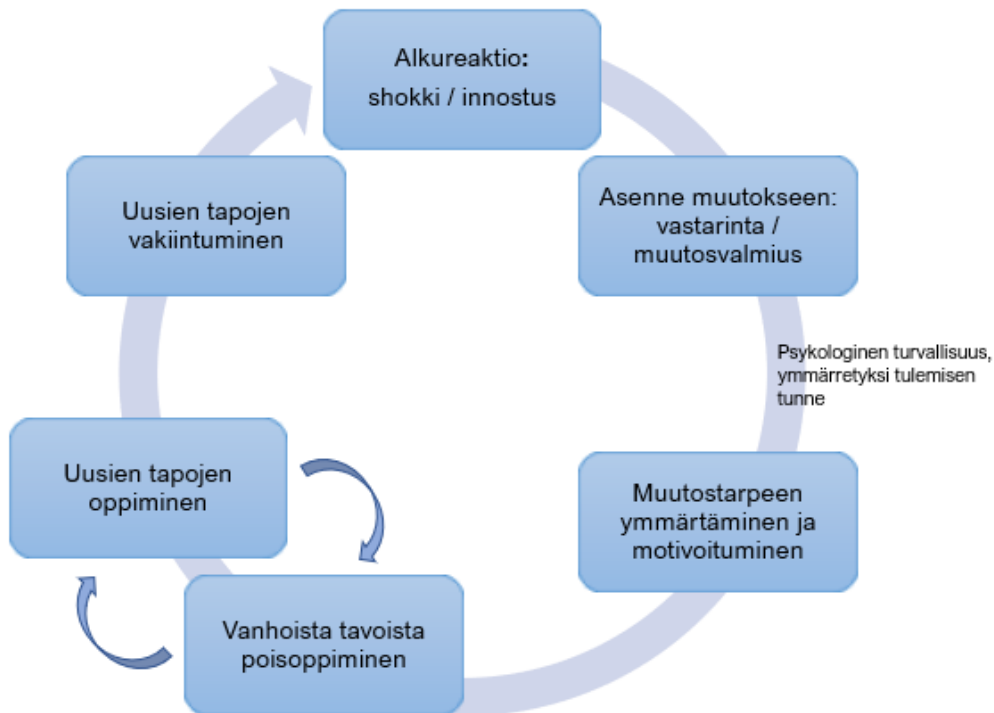 Alkureaktio:
shokki / innostus
Asenne muutokseen:
vastarinta /
muutosvalmius
Psykologinen turvallisuus,
ymmärretyksi tulemisen
tunne
Muutostarpeen
ymmärtäminen ja
motivoituminen
Vanhoista tavoista
poisoppiminen
Uusien tapojen
oppiminen
Uusien tapojen
vakiintuminen